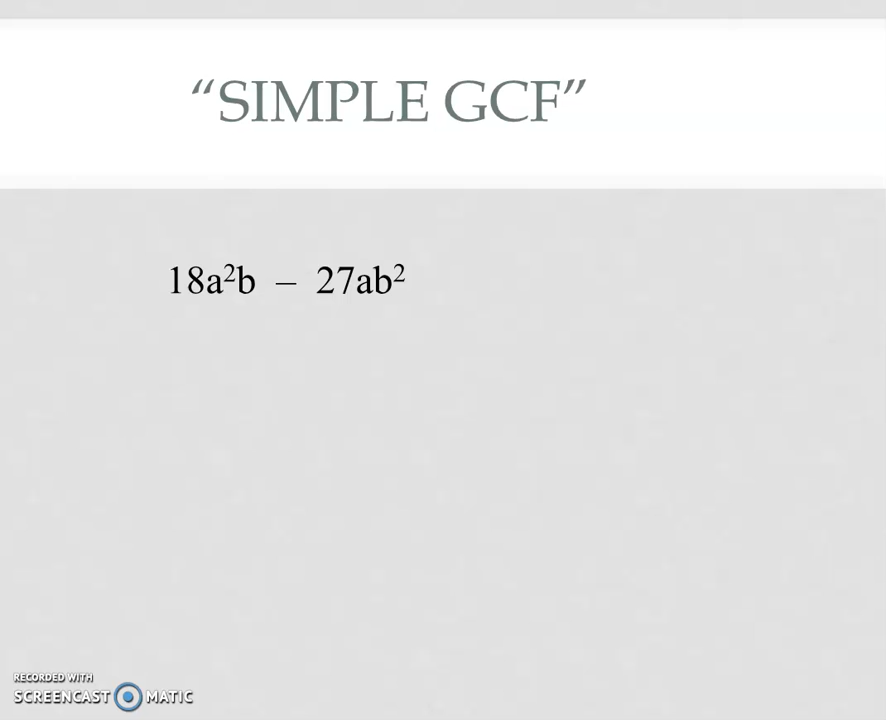 “SIMPLE GCF”
18a²b – 27ab²
RECORDED WITH
SCREENCAST MATIC